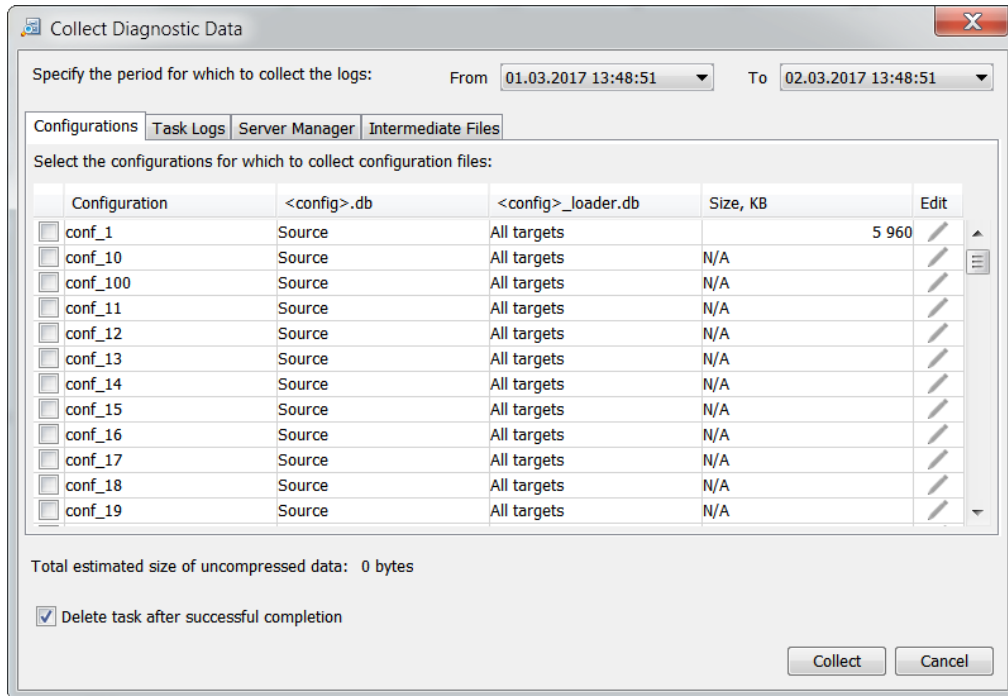 Collect Diagnostic Data
Specify the period for which to collect the logs: From 01.03.2017 13:48:51 To 02.03.2017 13:48:51
Configurations Task Logs Server Manager Intermediate Files
Select the configurations for which to collect configuration files:
Configuration <config>.db <config>_loader.db Size, KB Edit
conf_1 Source All targets 5 960
conf_10 Source All targets N/A
conf_100 Source All targets N/A
conf_11 Source All targets N/A
conf_12 Source All targets N/A
conf_13 Source All targets N/A
conf_14 Source All targets N/A
conf_15 Source All targets N/A
conf_16 Source All targets N/A
conf_17 Source All targets N/A
conf_18 Source All targets N/A
conf_19 Source All targets N/A
Total estimated size of uncompressed data: 0 bytes
Delete task after successful completion
Collect Cancel